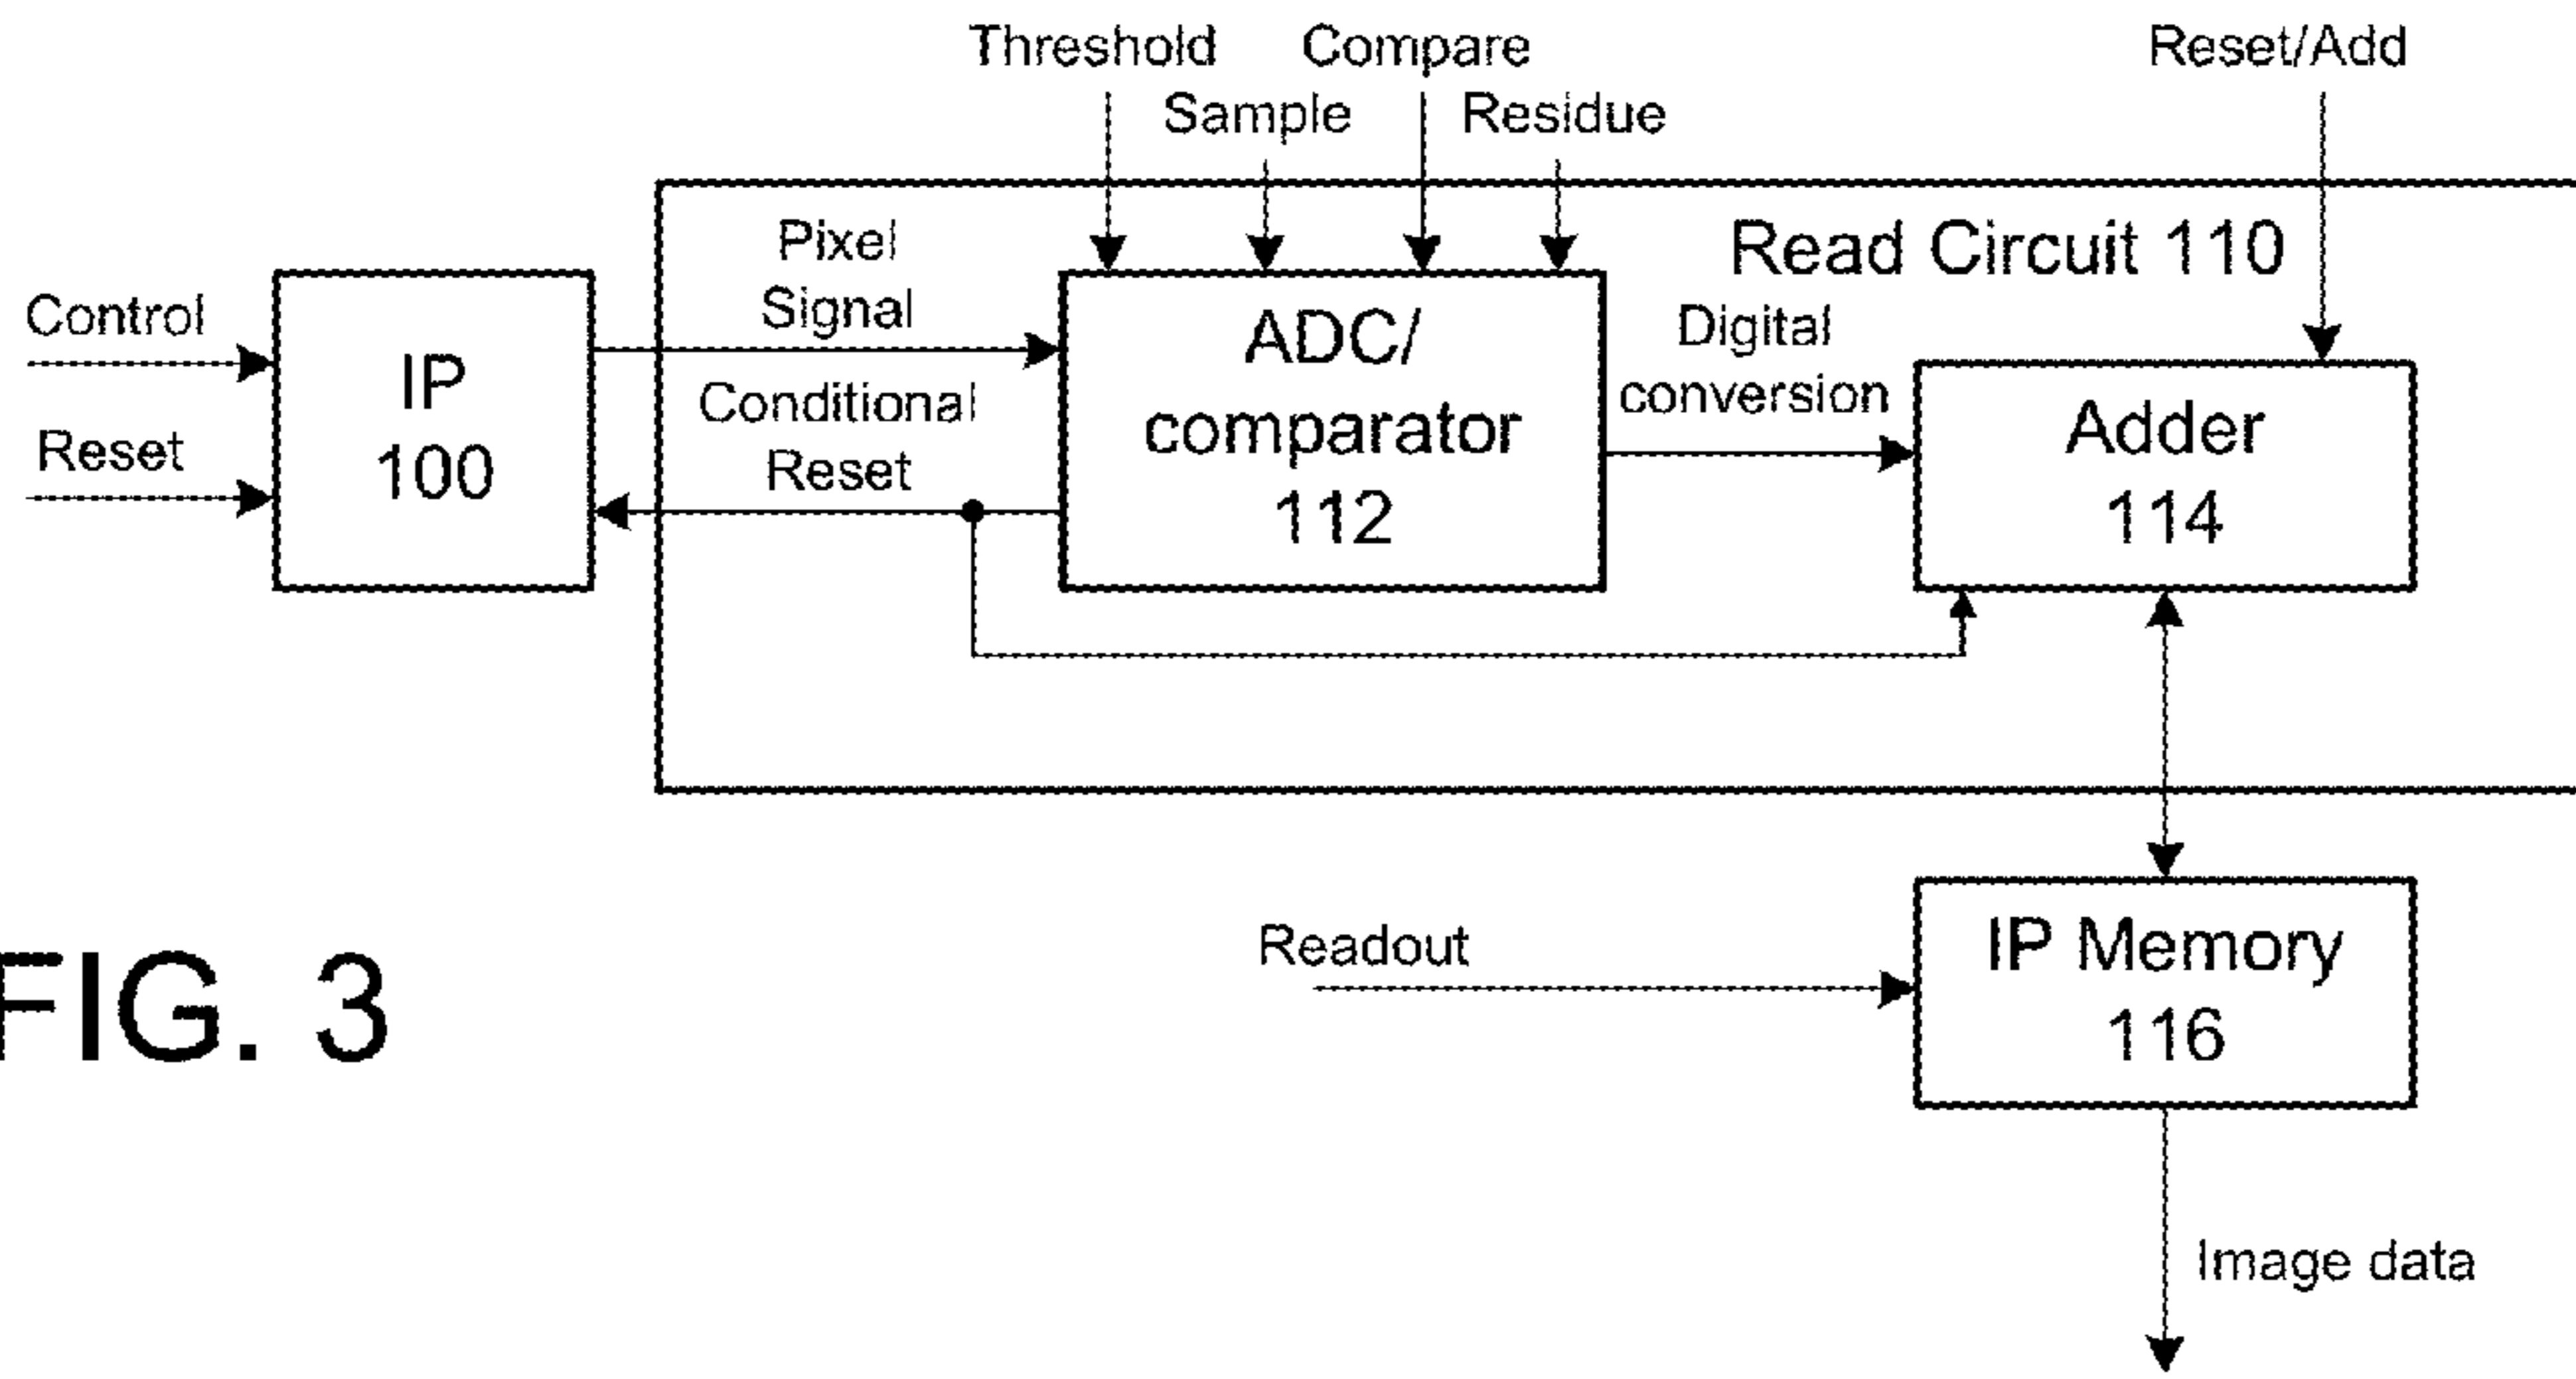 Threshold
Compare
Reset/Add
Sample
Residue
Read Circuit 110
Pixel
Signal
Control
Reset
IP
100
Conditional
Reset
ADC/
comparator
112
Digital
conversion
Adder
114
Readout
IP Memory
116
FIG. 3
Image data